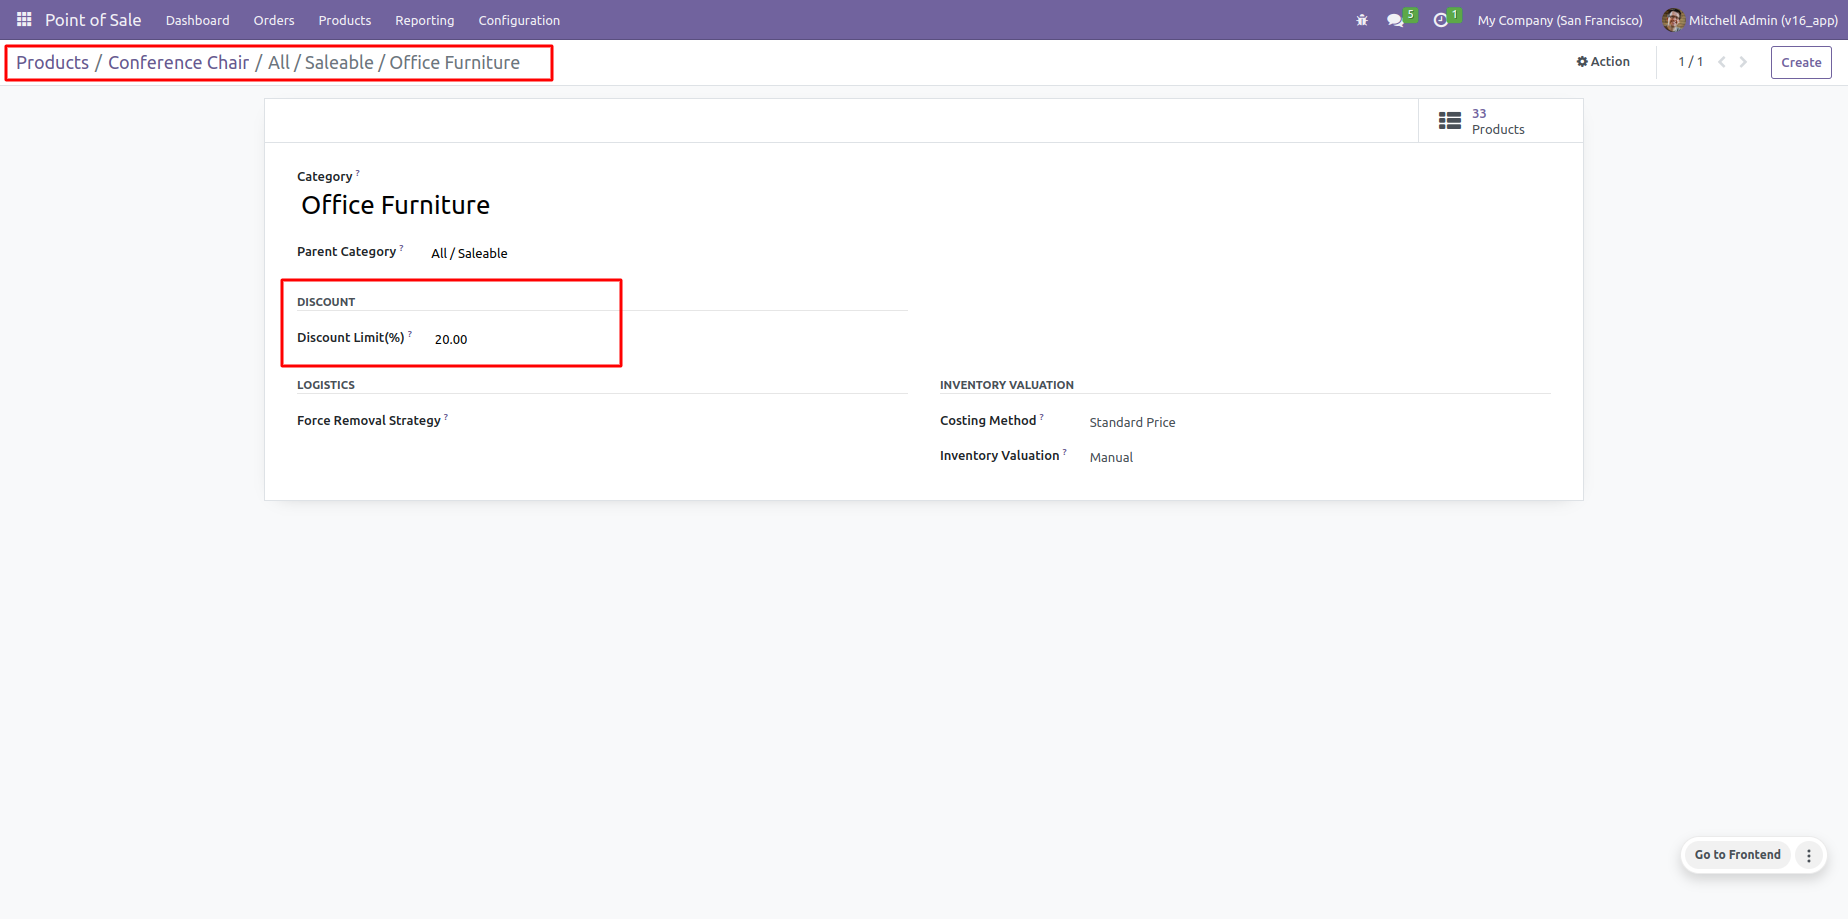 Point of Sale Dashboard Orders Products Reporting Configuration 5 1 My Company (San Francisco) Mitchell Admin (v16_app)
Products / Conference Chair / All / Saleable / Office Furniture Action 1 / 1 Create
33
Products
Category ?
Office Furniture
Parent Category ? All / Saleable
DISCOUNT
Discount Limit(%) ? 20.00
LOGISTICS INVENTORY VALUATION
Force Removal Strategy ? Costing Method ? Standard Price
Inventory Valuation ? Manual
Go to Frontend